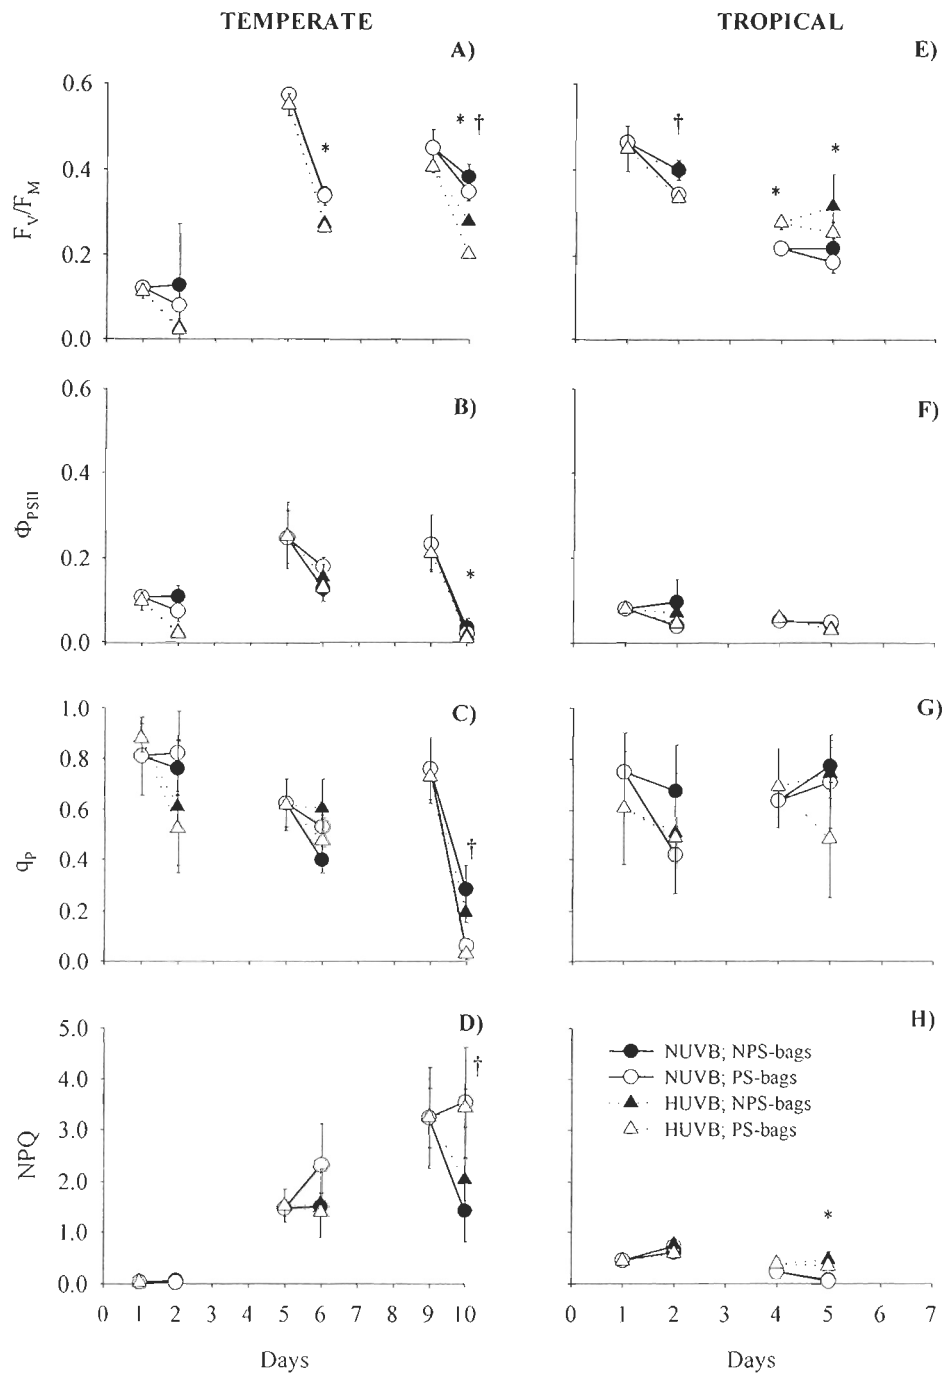 TEMPERATE
TROPICAL
A)
E)
0.6
0.4
0.2
0.0
F_V/F_M
*
* †
†
*
*
B)
F)
0.6
0.4
0.2
0.0
Φ_PSII
*
C)
G)
1.0
0.8
0.6
0.4
0.2
0.0
q_P
†
D)
H)
5.0
4.0
3.0
2.0
1.0
0.0
NPQ
†
NUVB; NPS-bags
NUVB; PS-bags
HUVB; NPS-bags
HUVB; PS-bags
*
0 1 2 3 4 5 6 7 8 9 10
0 1 2 3 4 5 6 7
Days
Days